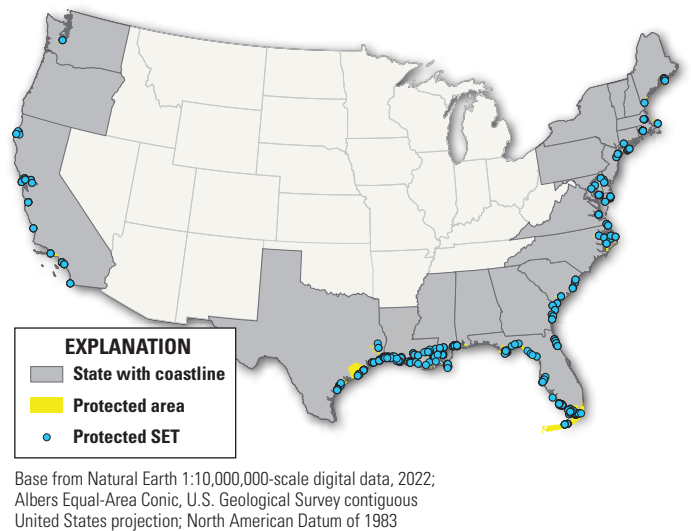 EXPLANATION
State with coastline
Protected area
Protected SET
Base from Natural Earth 1:10,000,000-scale digital data, 2022;
Albers Equal-Area Conic, U.S. Geological Survey contiguous
United States projection; North American Datum of 1983